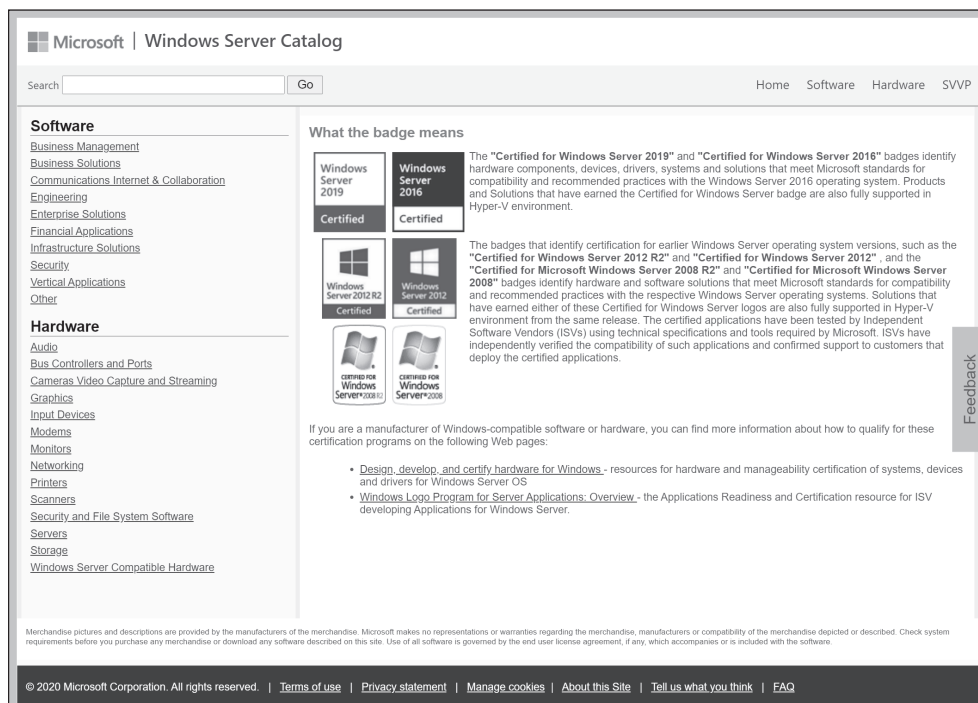 Microsoft | Windows Server Catalog
Search Go Home Software Hardware SVVP
Software
Business Management
Business Solutions
Communications Internet & Collaboration
Engineering
Enterprise Solutions
Financial Applications
Infrastructure Solutions
Security
Vertical Applications
Other
Hardware
Audio
Bus Controllers and Ports
Cameras Video Capture and Streaming
Graphics
Input Devices
Modems
Monitors
Networking
Printers
Scanners
Security and File System Software
Servers
Storage
Windows Server Compatible Hardware
What the badge means
Windows
Server
2019
Certified
Windows
Server
2016
Certified
The "Certified for Windows Server 2019" and "Certified for Windows Server 2016" badges identify
hardware components, devices, drivers, systems and solutions that meet Microsoft standards for
compatibility and recommended practices with the Windows Server 2016 operating system. Products
and Solutions that have earned the Certified for Windows Server badge are also fully supported in
Hyper-V environment.
Windows
Server 2012 R2
Certified
Windows
Server 2012
Certified
CERTIFIED FOR
Windows
Server®2008 R2
CERTIFIED FOR
Windows
Server®2008
The badges that identify certification for earlier Windows Server operating system versions, such as the
"Certified for Windows Server 2012 R2" and "Certified for Windows Server 2012" , and the
"Certified for Microsoft Windows Server 2008 R2" and "Certified for Microsoft Windows Server
2008" badges identify hardware and software solutions that meet Microsoft standards for compatibility
and recommended practices with the respective Windows Server operating systems. Solutions that
have earned either of these Certified for Windows Server logos are also fully supported in Hyper-V
environment from the same release. The certified applications have been tested by Independent
Software Vendors (ISVs) using technical specifications and tools required by Microsoft. ISVs have
independently verified the compatibility of such applications and confirmed support to customers that
deploy the certified applications.
If you are a manufacturer of Windows-compatible software or hardware, you can find more information about how to qualify for these
certification programs on the following Web pages:
• Design, develop, and certify hardware for Windows - resources for hardware and manageability certification of systems, devices
and drivers for Windows Server OS
• Windows Logo Program for Server Applications: Overview - the Applications Readiness and Certification resource for ISV
developing Applications for Windows Server.
Feedback
Merchandise pictures and descriptions are provided by the manufacturers of the merchandise. Microsoft makes no representations or warranties regarding the merchandise, manufacturers or compatibility of the merchandise depicted or described. Check system
requirements before you purchase any merchandise or download any software described on this site. Use of all software is governed by the end user license agreement, if any, which accompanies or is included with the software.
© 2020 Microsoft Corporation. All rights reserved. | Terms of use | Privacy statement | Manage cookies | About this Site | Tell us what you think | FAQ